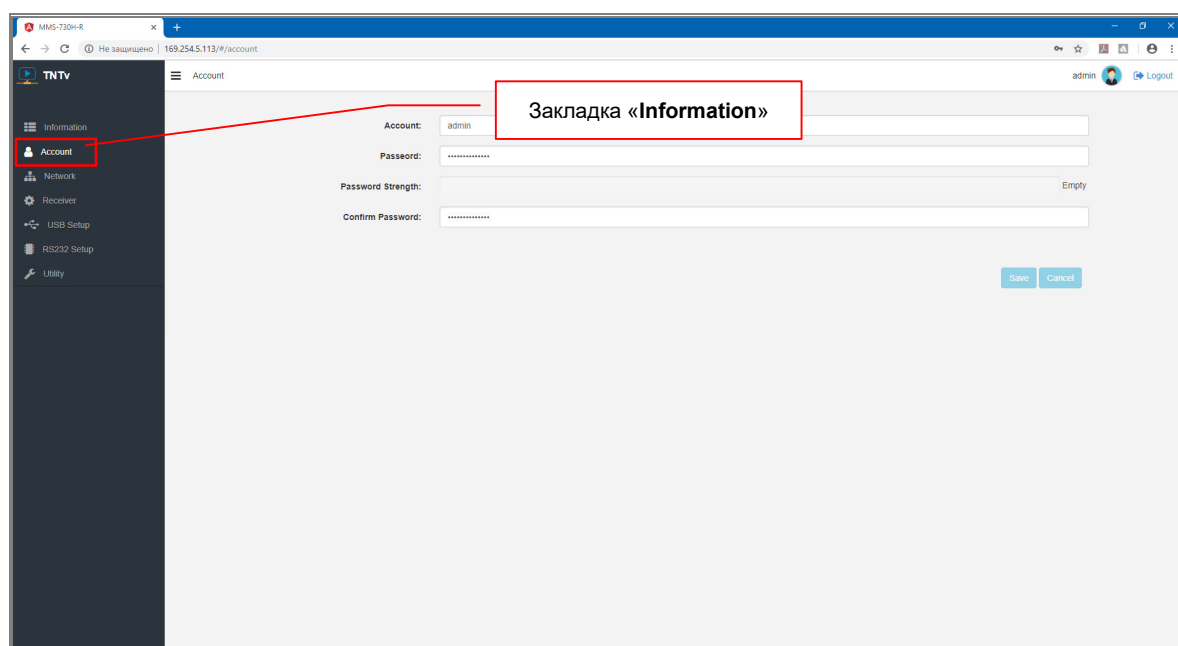 MMS-730H-R
Не защищено | 169.254.5.113/#/account
TNTv
Account
admin
Logout
Закладка «Information»
Information
Account
Network
Receiver
USB Setup
RS232 Setup
Utility
Account:
admin
Passeord:
••••••••••••••
Password Strength:
Empty
Confirm Password:
••••••••••••••
Save
Cancel